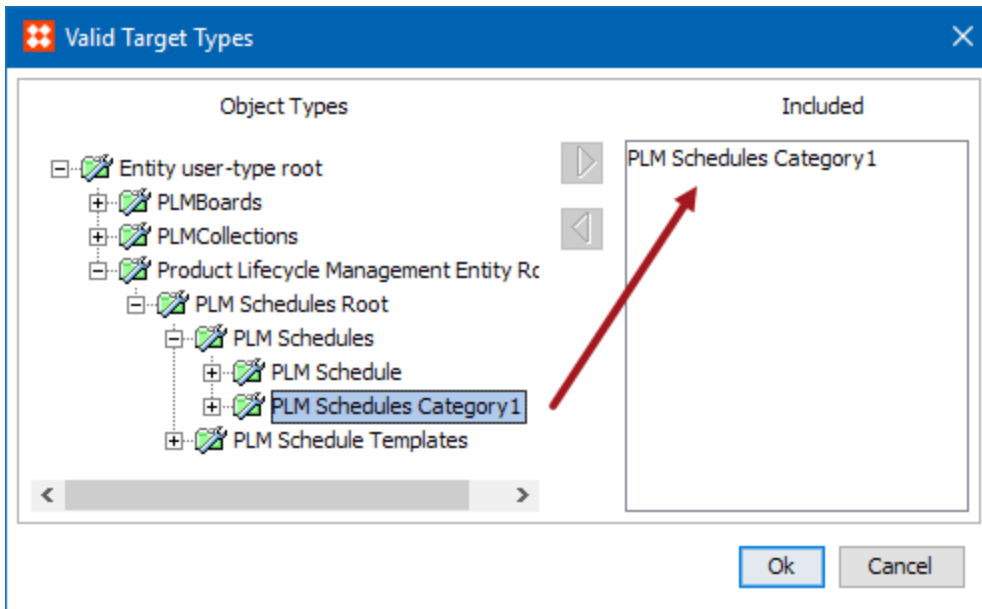 Valid Target Types
Object Types
Included
Entity user-type root
PLMBoards
PLMCollections
Product Lifecycle Management Entity Rc
PLM Schedules Root
PLM Schedules
PLM Schedule
PLM Schedules Category1
PLM Schedule Templates
PLM Schedules Category1
Ok
Cancel